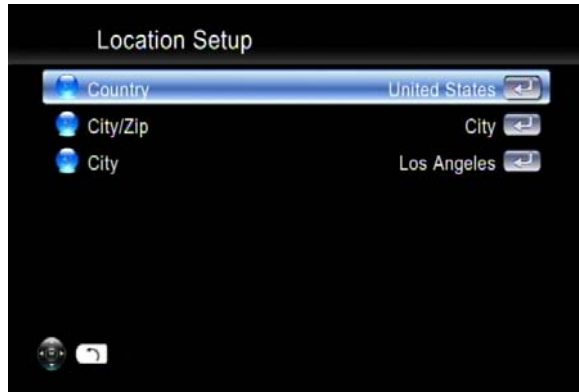 Location Setup
Country United States
City/Zip City
City Los Angeles